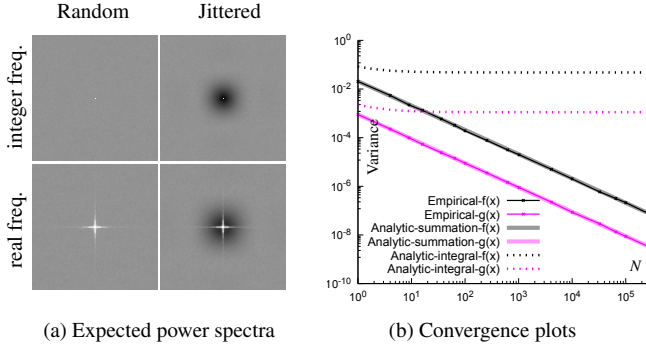 Random Jittered
integer freq.
real freq.
(a) Expected power spectra
10^0
10^-2
10^-4
10^-6
10^-8
10^-10
Variance
Empirical-f(x)
Empirical-g(x)
Analytic-summation-f(x)
Analytic-summation-g(x)
Analytic-integral-f(x)
Analytic-integral-g(x)
N
10^0 10^1 10^2 10^3 10^4 10^5
(b) Convergence plots